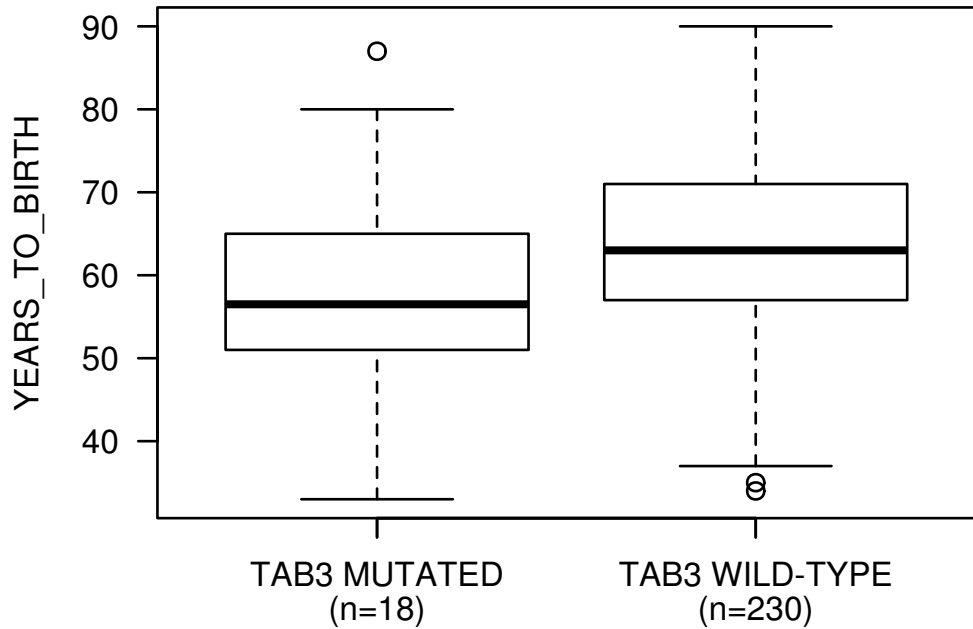 YEARS_TO_BIRTH
90
80
70
60
50
40
TAB3 MUTATED
(n=18)
TAB3 WILD-TYPE
(n=230)